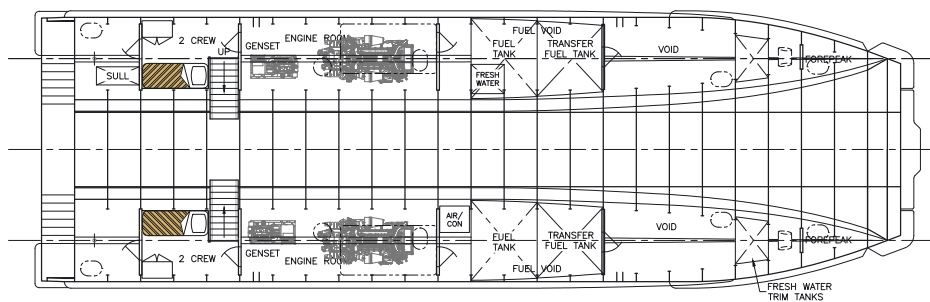 2 CREW
UP
GENSET
ENGINE ROOM
FUEL VOID
FUEL
TANK
TRANSFER
FUEL TANK
VOID
FOREPEAK
SULL
FRESH
WATER
AIR/
CON
FUEL
TANK
TRANSFER
FUEL TANK
VOID
FOREPEAK
2 CREW
GENSET
ENGINE ROOM
FUEL VOID
FRESH WATER
TRIM TANKS